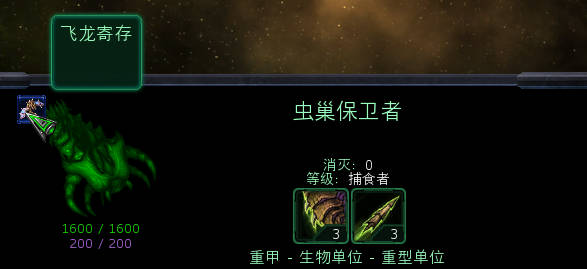 飞龙寄存
虫巢保卫者
消灭: 0
等级: 捕食者
3 3
1600 / 1600
200 / 200
重甲 - 生物单位 - 重型单位